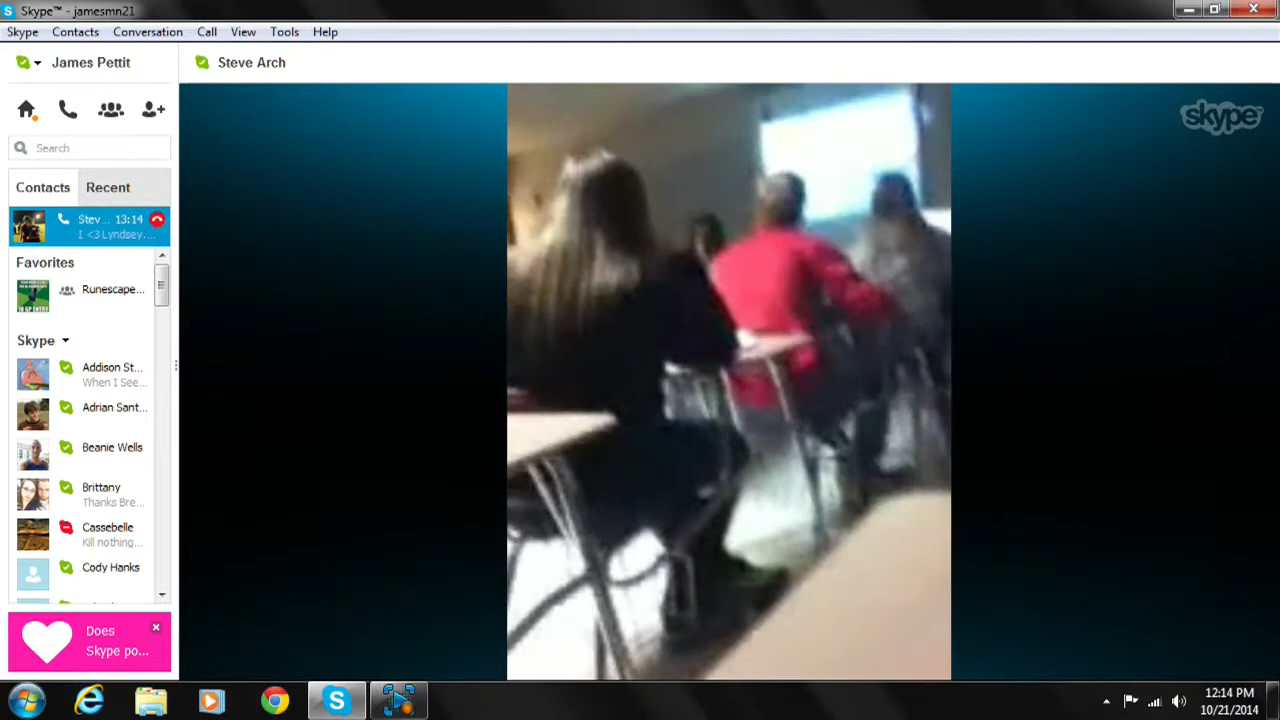 Skype™ - jamesmn21
Skype Contacts Conversation Call View Tools Help
James Pettit
Steve Arch
skype
Search
Contacts Recent
Stev... 13:14
I <3 Lyndsey....
Favorites
Runescape...
Skype
Addison St...
When I See...
Adrian Sant...
Beanie Wells
Brittany
Thanks Bre...
Cassebelle
Kill nothing...
Cody Hanks
Does
Skype po...
12:14 PM
10/21/2014